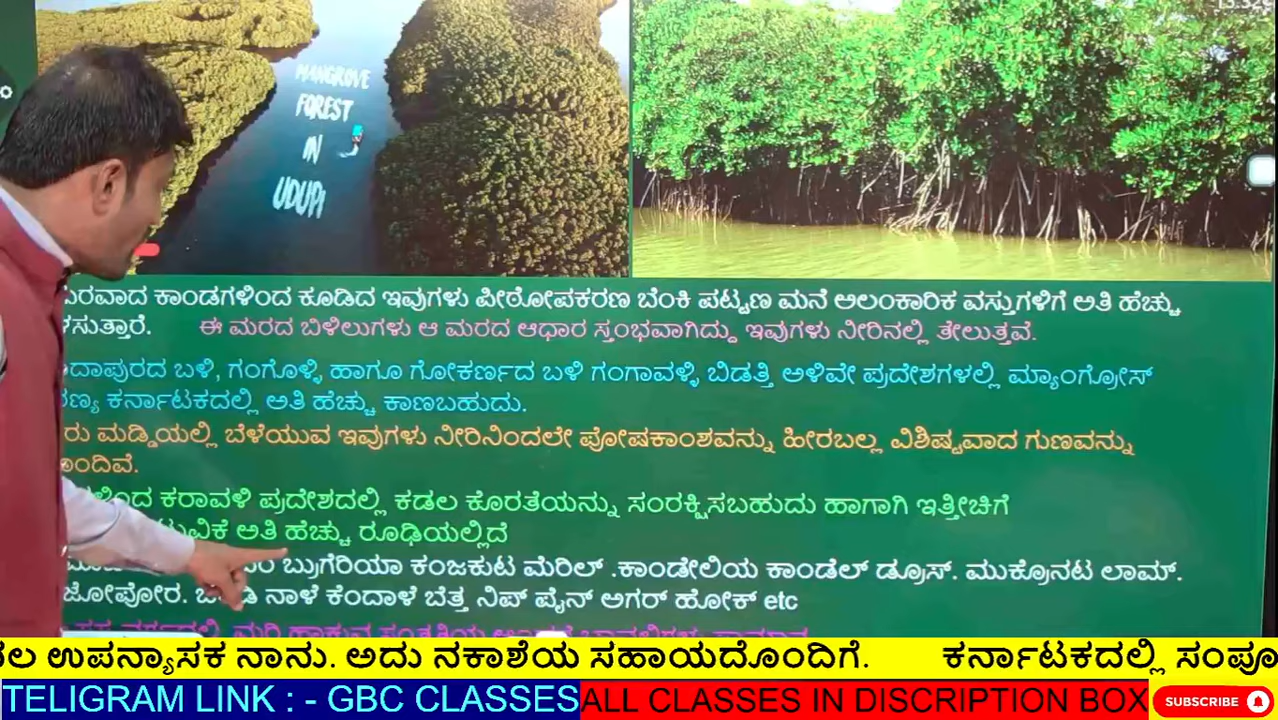 MANGROVE
FOREST
IN
UDUPI
ಕಾಂಡಗಳಿಂದ ಕೂಡಿದ ಇವುಗಳು ಪೀಠೋಪಕರಣ ಬೆಂಕಿ ಪಟ್ಟಣ ಮನೆ ಅಲಂಕಾರಿಕ ವಸ್ತುಗಳಿಗೆ ಅತಿ ಹೆಚ್ಚು
ಈ ಮರದ ಬಿಳಿಲುಗಳು ಆ ಮರದ ಆಧಾರ ಸ್ತಂಭವಾಗಿದ್ದು ಇವುಗಳು ನೀರಿನಲ್ಲಿ ತೇಲುತ್ತವೆ.
ಬಳಿ, ಗಂಗೊಳ್ಳಿ ಹಾಗೂ ಗೋಕರ್ಣದ ಬಳಿ ಗಂಗಾವಳ್ಳಿ ಬಿಡತ್ತಿ ಅಳಿವೇ ಪ್ರದೇಶಗಳಲ್ಲಿ ಮ್ಯಾಂಗ್ರೋಸ್
ಕರ್ನಾಟಕದಲ್ಲಿ ಅತಿ ಹೆಚ್ಚು ಕಾಣಬಹುದು.
ಮಡ್ಡಿಯಲ್ಲಿ ಬೆಳೆಯುವ ಇವುಗಳು ನೀರಿನಿಂದಲೇ ಪೋಷಕಾಂಶವನ್ನು ಹೀರಬಲ್ಲ ವಿಶಿಷ್ಟವಾದ ಗುಣವನ್ನು
ಕರಾವಳಿ ಪ್ರದೇಶದಲ್ಲಿ ಕಡಲ ಕೊರತೆಯನ್ನು ಸಂರಕ್ಷಿಸಬಹುದು ಹಾಗಾಗಿ ಇತ್ತೀಚಿಗೆ
ಅತಿ ಹೆಚ್ಚು ರೂಢಿಯಲ್ಲಿದೆ
ಬ್ರುಗೆರಿಯಾ ಕಂಜಕುಟ ಮೆರಿಲ್ .ಕಾಂಡೇಲಿಯ ಕಾಂಡೆಲ್ ಡ್ರೂಸ್. ಮುಕ್ರೊನಟ ಲಾಮ್.
ನಾಳೆ ಕೆಂದಾಳೆ ಬೆತ್ತ ನಿಪ್ ಪೈನ್ ಅಗರ್ ಹೋಕ್ etc
ಉಪನ್ಯಾಸಕ ನಾನು. ಅದು ನಕಾಶೆಯ ಸಹಾಯದೊಂದಿಗೆ. ಕರ್ನಾಟಕದಲ್ಲಿ
TELIGRAM LINK : - GBC CLASSES ALL CLASSES IN DISCRIPTION BOX SUBSCRIBE